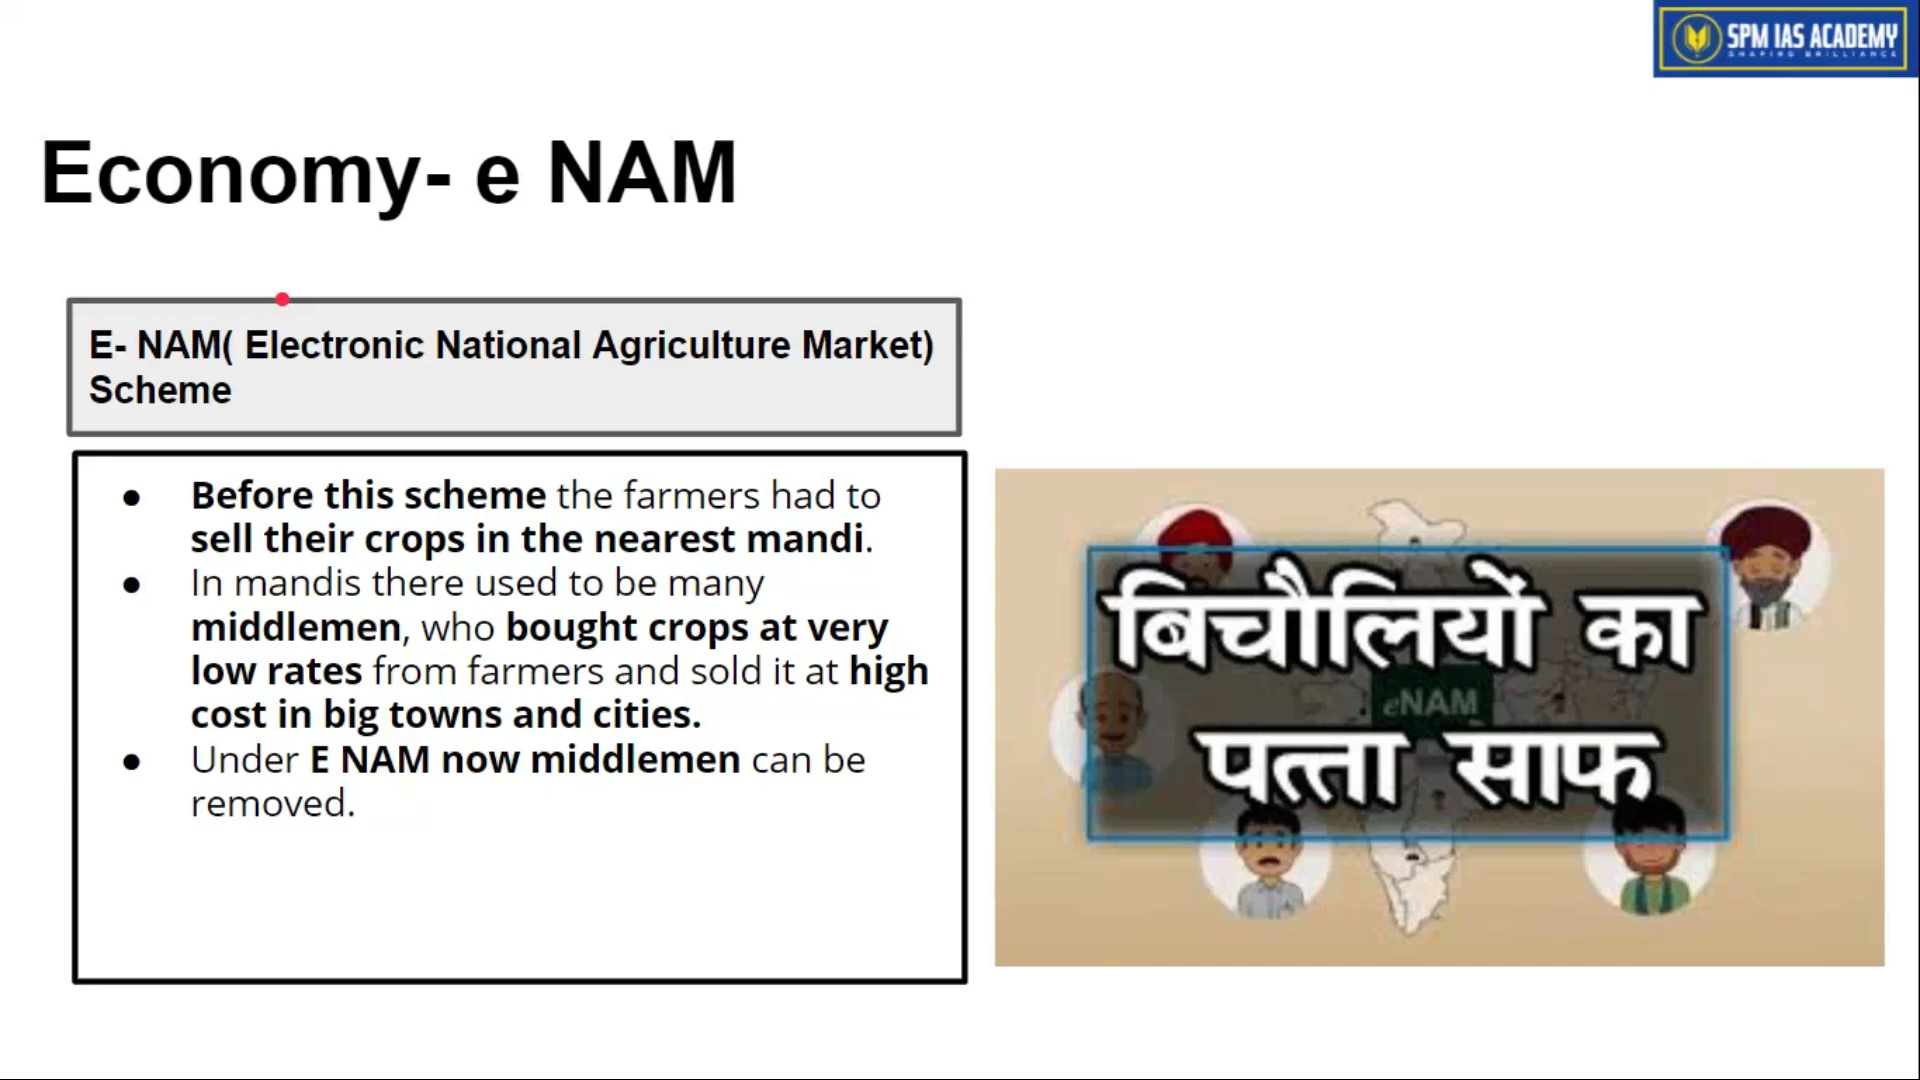 SPM IAS ACADEMY
SHAPING BRILLIANCE
Economy- e NAM
E- NAM( Electronic National Agriculture Market)
Scheme
● Before this scheme the farmers had to
sell their crops in the nearest mandi.
● In mandis there used to be many
middlemen, who bought crops at very
low rates from farmers and sold it at high
cost in big towns and cities.
● Under E NAM now middlemen can be
removed.
बिचौलियों का
eNAM
पत्ता साफ